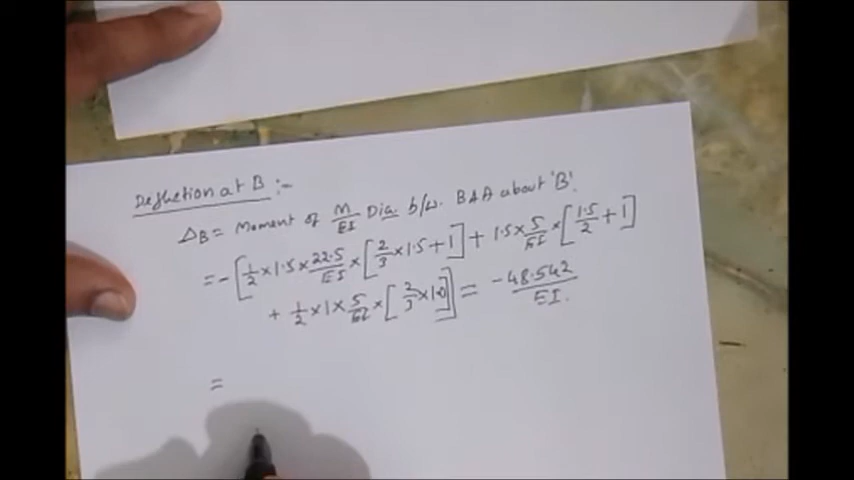 Deflection at B :-
ΔB = Moment of M/EI Dia. b/w. B & A about 'B'.
= - [ 1/2 × 1.5 × 22.5/EI × [ 2/3 × 1.5 + 1 ] + 1.5 × 5/EI × [ 1.5/2 + 1 ]
+ 1/2 × 1 × 5/EI × [ 2/3 × 1.0 ] ] = -48.542/EI.
=